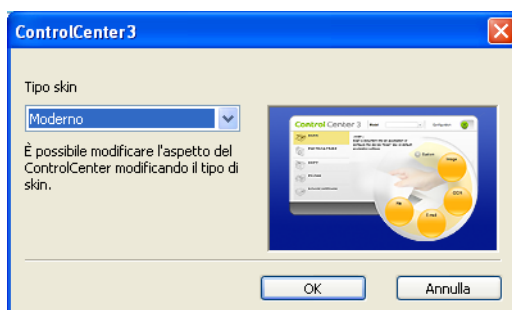 ControlCenter3
Tipo skin
Moderno
È possibile modificare l'aspetto del
ControlCenter modificando il tipo di
skin.
Control Center 3
OK
Annulla